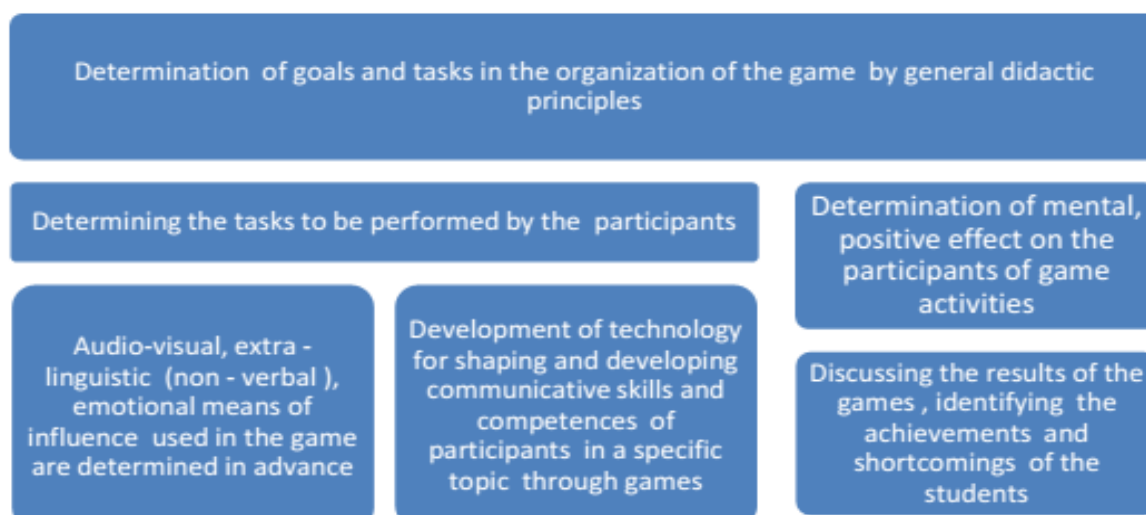 Determination of goals and tasks in the organization of the game by general didactic
principles
Determining the tasks to be performed by the participants
Audio-visual, extra -
linguistic (non - verbal ),
emotional means of
influence used in the game
are determined in advance
Development of technology
for shaping and developing
communicative skills and
competences of
participants in a specific
topic through games
Determination of mental,
positive effect on the
participants of game
activities
Discussing the results of the
games , identifying the
achievements and
shortcomings of the
students